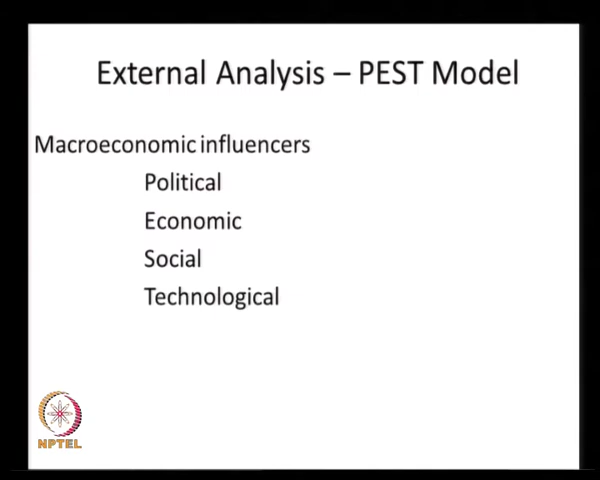 External Analysis – PEST Model
Macroeconomic influencers
Political
Economic
Social
Technological
NPTEL